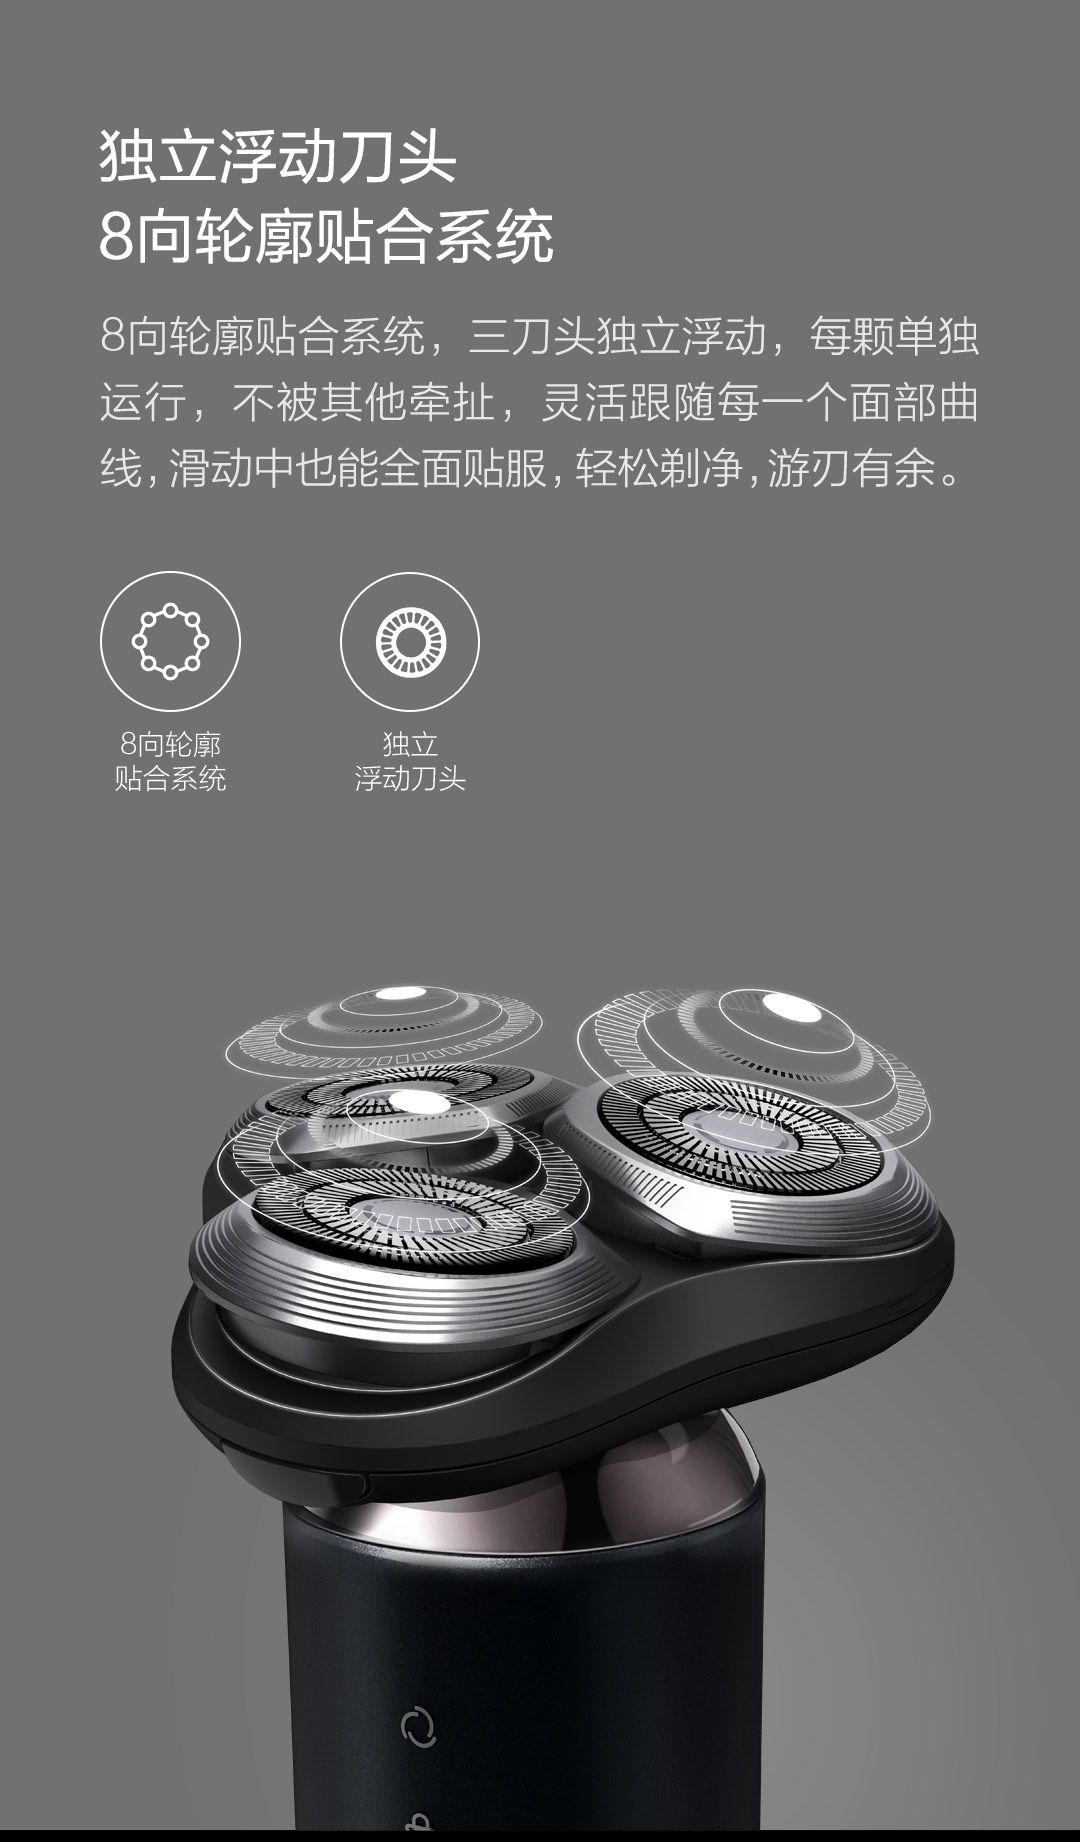 独立浮动刀头
8向轮廓贴合系统
8向轮廓贴合系统，三刀头独立浮动，每颗单独
运行，不被其他牵扯，灵活跟随每一个面部曲
线，滑动中也能全面贴服，轻松剃净，游刃有余。
8向轮廓
贴合系统
独立
浮动刀头